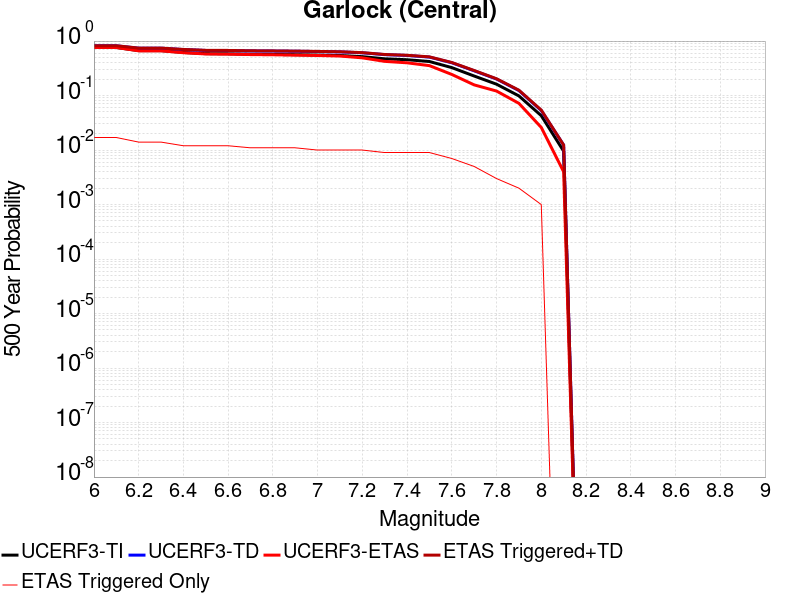 Garlock (Central)
10^0
10^-1
10^-2
10^-3
10^-4
10^-5
10^-6
10^-7
10^-8
500 Year Probability
6 6.2 6.4 6.6 6.8 7 7.2 7.4 7.6 7.8 8 8.2 8.4 8.6 8.8 9
Magnitude
UCERF3-TI UCERF3-TD UCERF3-ETAS ETAS Triggered+TD
ETAS Triggered Only